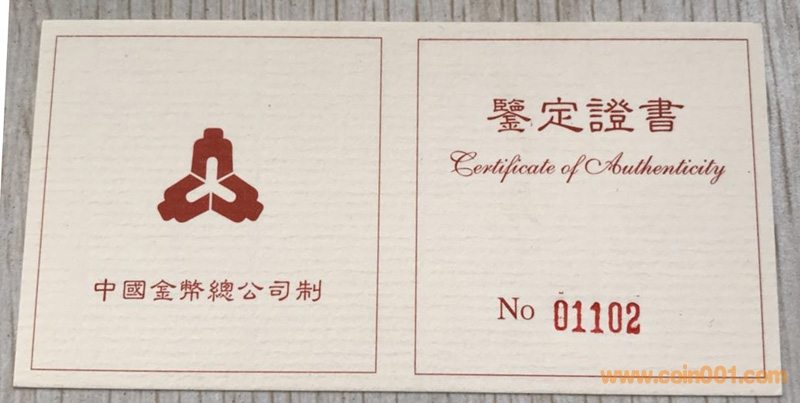 中國金幣總公司制
鑒定證書
Certificate of Authenticity
No 01102
www.coin001.com